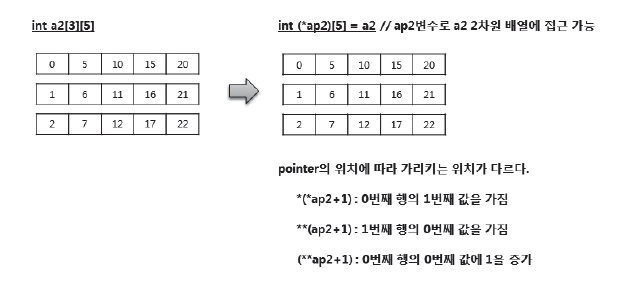 int a2[3][5]
int (*ap2)[5] = a2 // ap2변수로 a2 2차원 배열에 접근 가능
0 5 10 15 20
1 6 11 16 21
2 7 12 17 22
0 5 10 15 20
1 6 11 16 21
2 7 12 17 22
pointer의 위치에 따라 가리키는 위치가 다르다.
*(*ap2+1) : 0번째 행의 1번째 값을 가짐
**(ap2+1) : 1번째 행의 0번째 값을 가짐
(**ap2+1) : 0번째 행의 0번째 값에 1을 증가